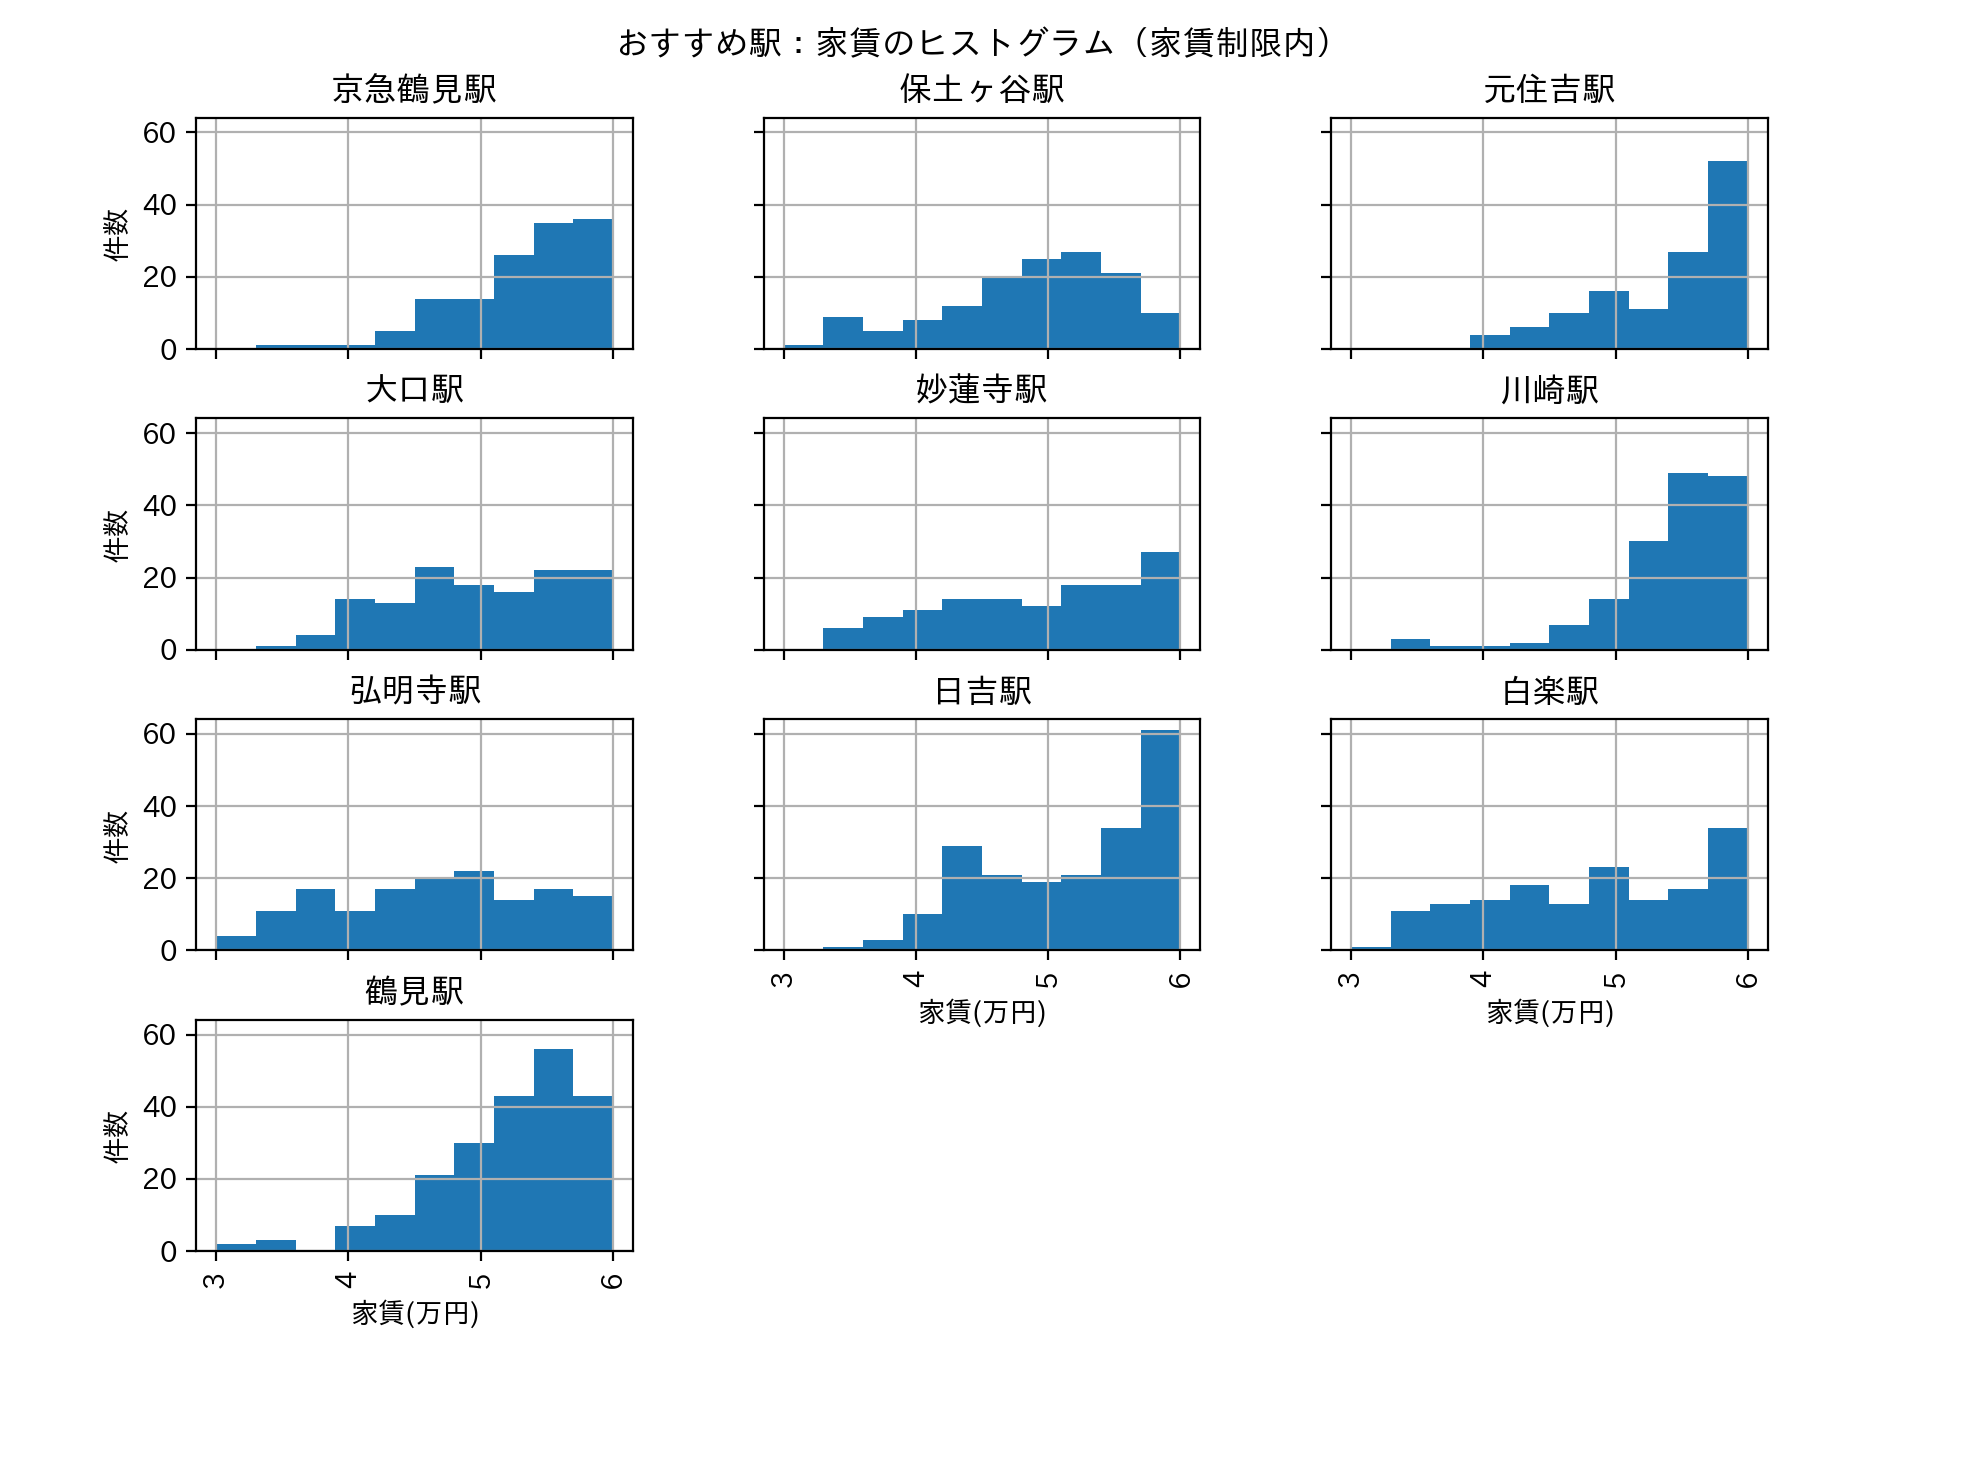 おすすめ駅：家賃のヒストグラム（家賃制限内）
京急鶴見駅
保土ヶ谷駅
元住吉駅
60
40
20
0
件数
大口駅
妙蓮寺駅
川崎駅
60
40
20
0
件数
弘明寺駅
日吉駅
白楽駅
60
40
20
0
件数
3 4 5 6
家賃(万円)
3 4 5 6
家賃(万円)
鶴見駅
60
40
20
0
件数
3 4 5 6
家賃(万円)